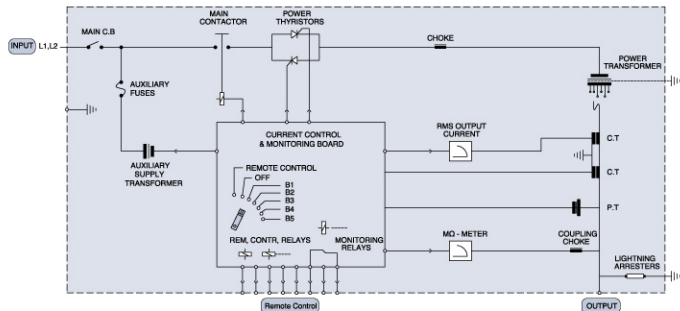 MAIN C.B
MAIN
CONTACTOR
POWER
THYRISTORS
CHOKE
INPUT L1,L2
POWER
TRANSFORMER
AUXILIARY
FUSES
CURRENT CONTROL
& MONITORING BOARD
RMS OUTPUT
CURRENT
C.T
AUXILIARY
SUPPLY
TRANSFORMER
REMOTE CONTROL
OFF
B1
B2
B3
B4
B5
C.T
P.T
REM, CONTR, RELAYS
MONITORING
RELAYS
MΩ - METER
COUPLING
CHOKE
LIGHTNING
ARRESTERS
Remote Control
OUTPUT